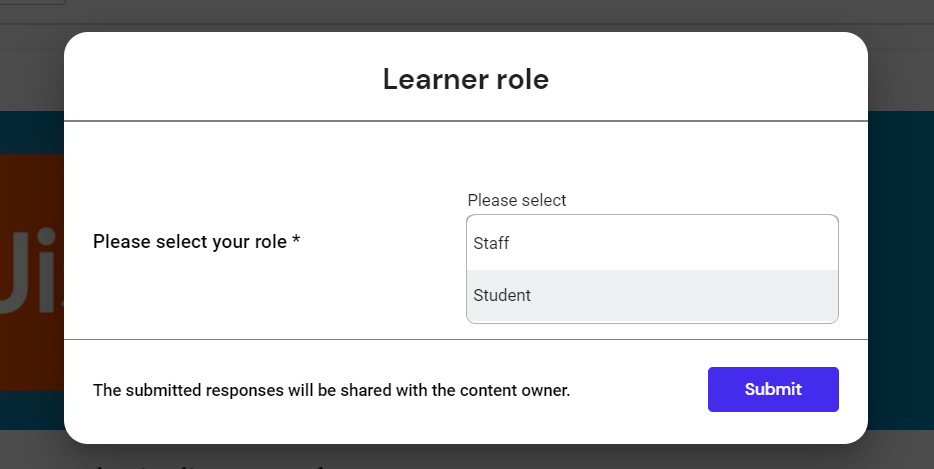 Learner role
Please select
Please select your role *
Staff
Student
The submitted responses will be shared with the content owner.
Submit